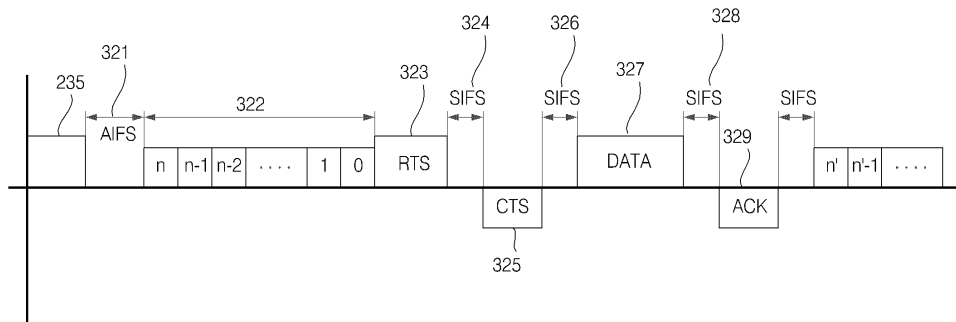 324
326
328
321
323
327
235
322
SIFS
SIFS
SIFS
SIFS
AIFS
329
n n-1 n-2 .... 1 0
RTS
DATA
n' n'-1 ....
CTS
ACK
325